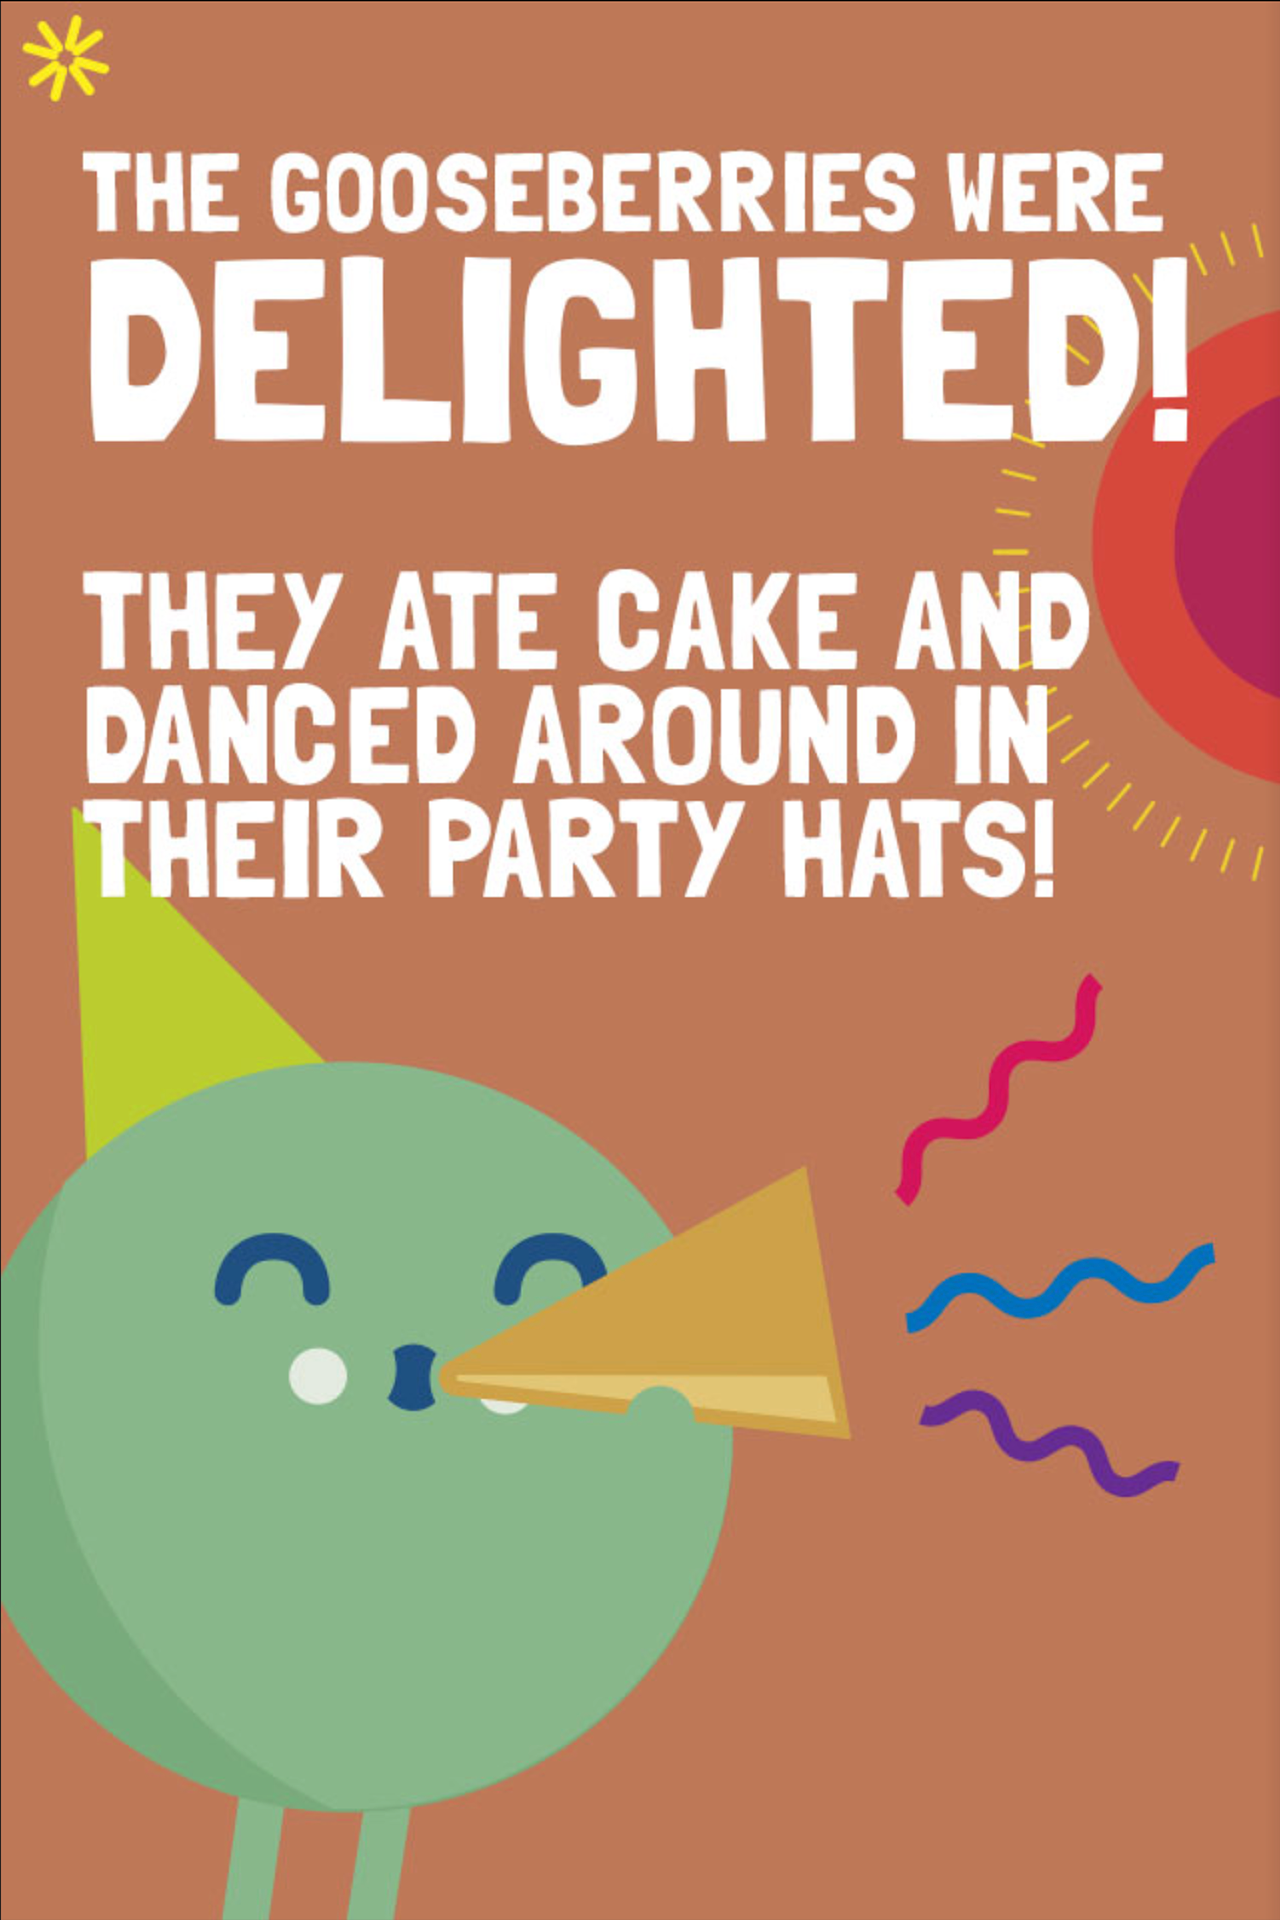 THE GOOSEBERRIES WERE
DELIGHTED!
THEY ATE CAKE AND
DANCED AROUND IN
THEIR PARTY HATS!